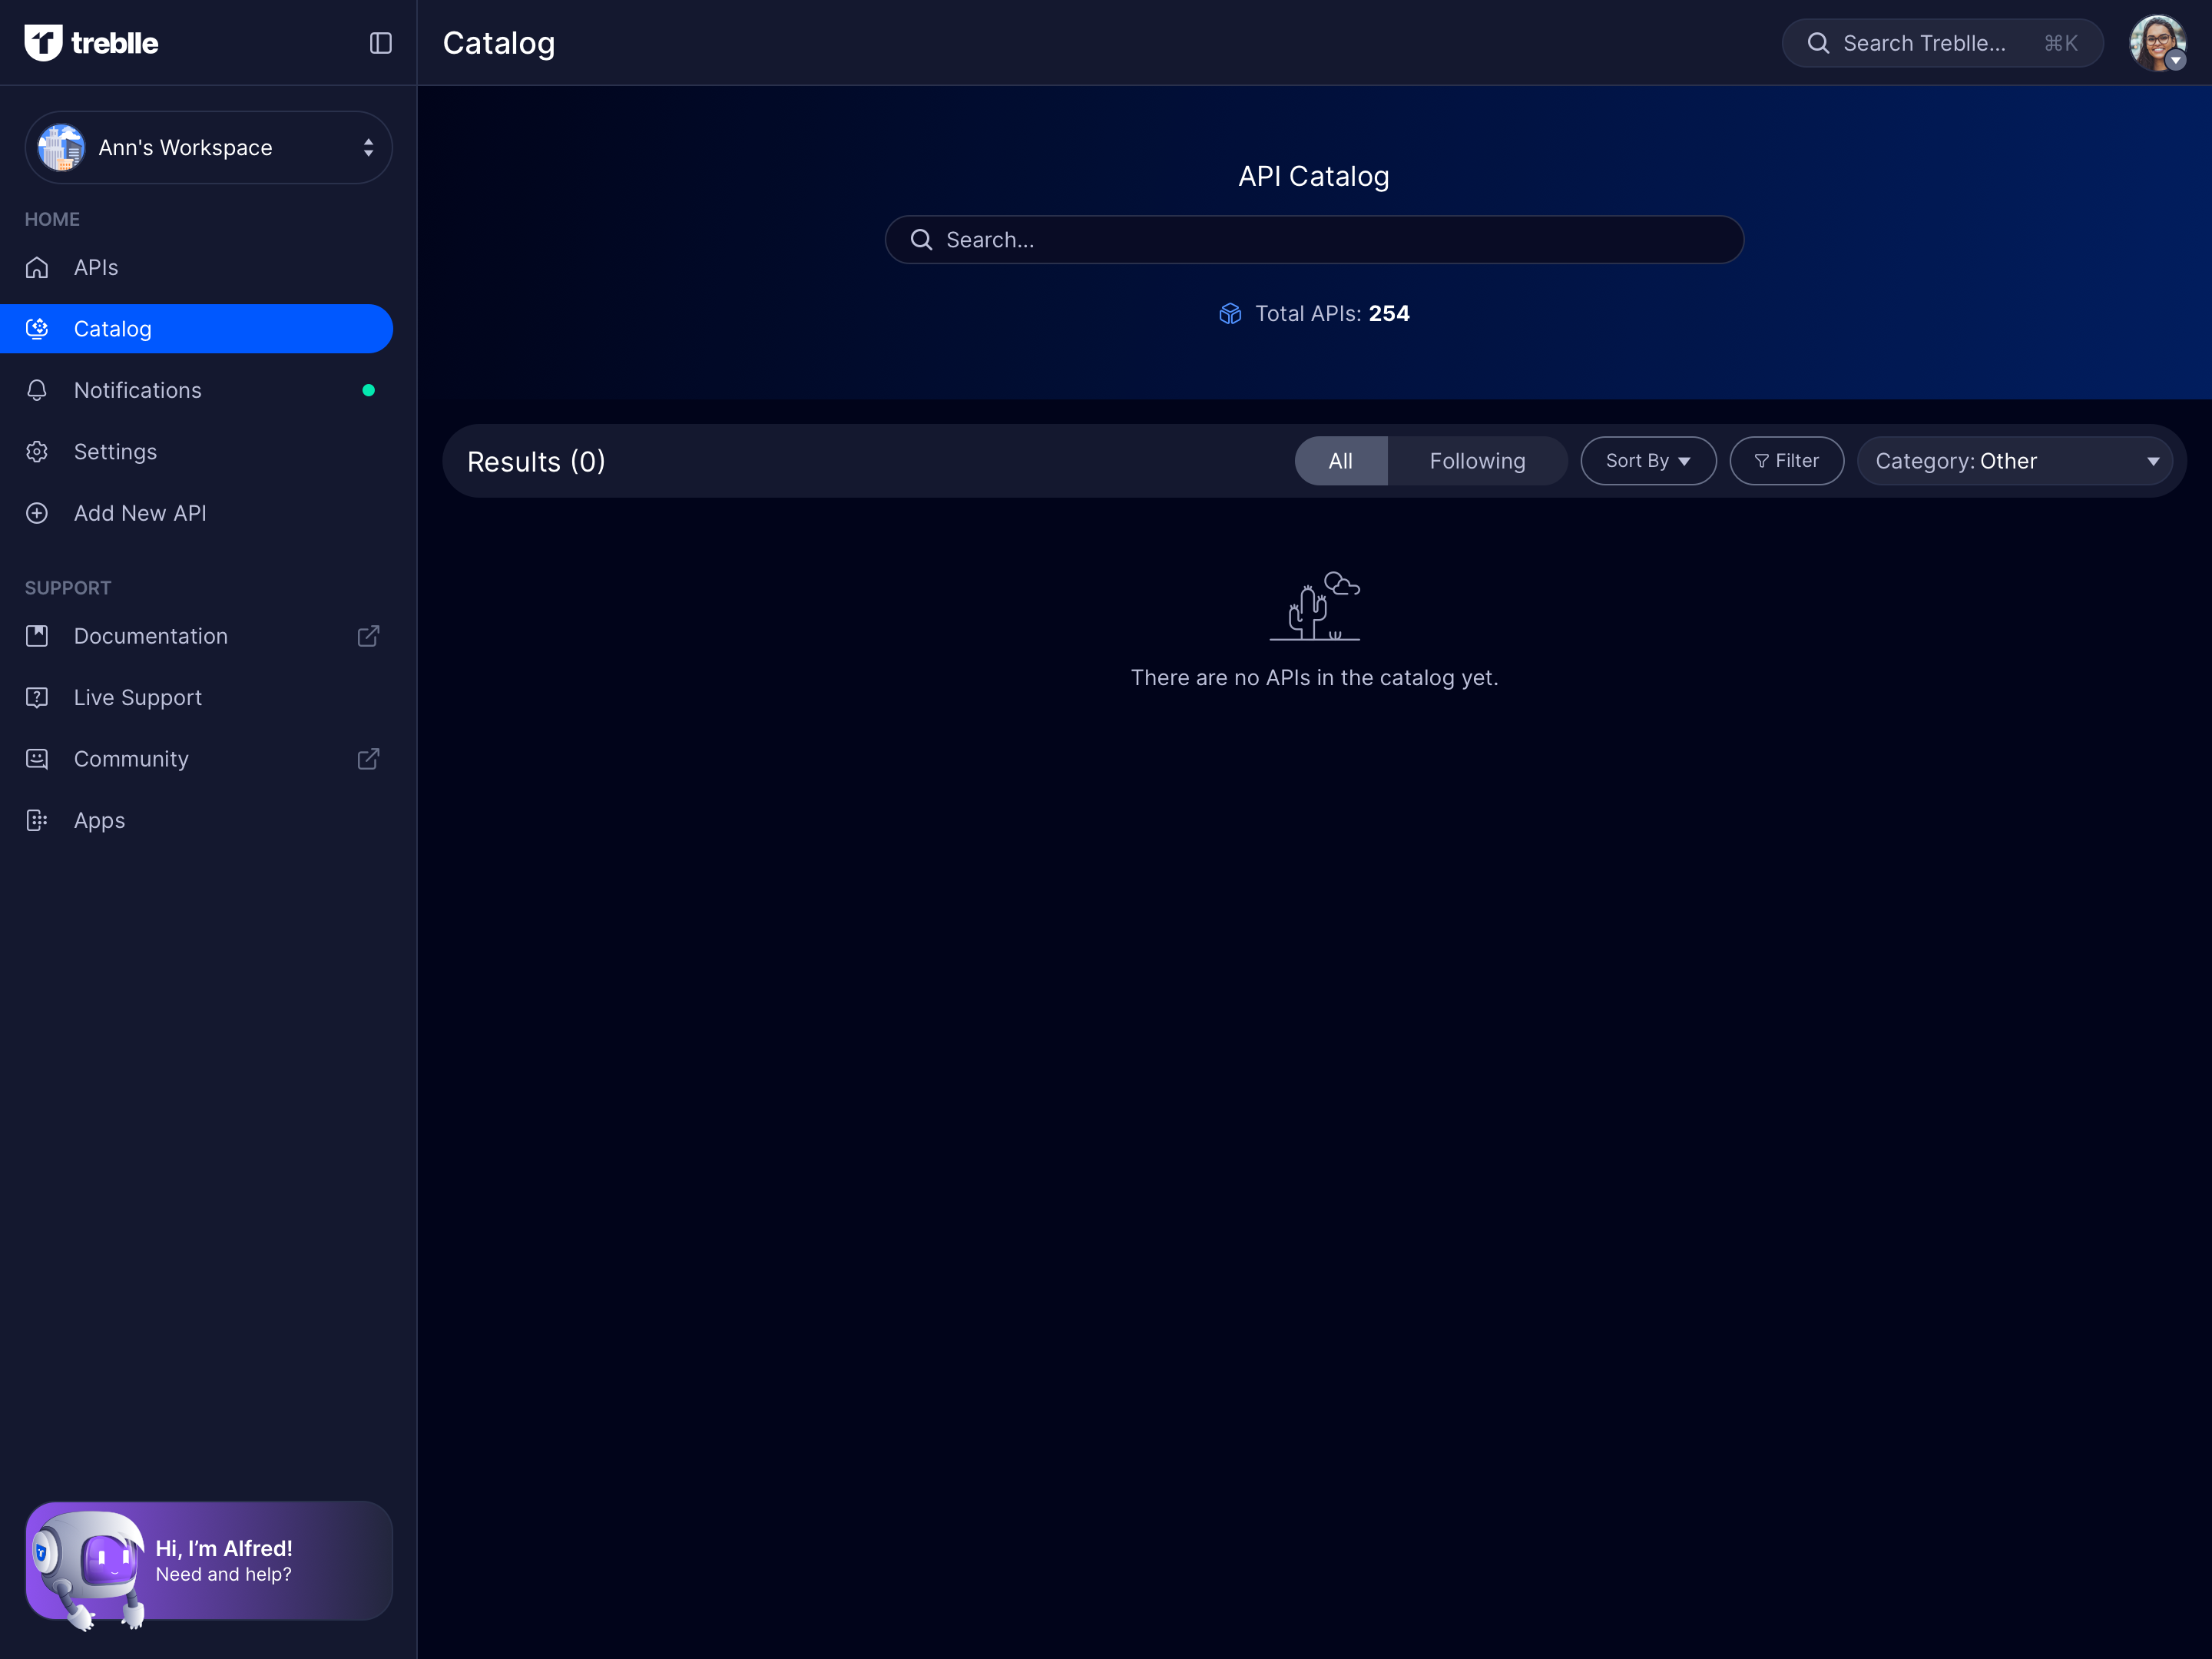 treblle
Catalog
Search Treblle...
⌘K
Ann's Workspace
HOME
APIs
Catalog
Notifications
Settings
Add New API
SUPPORT
Documentation
Live Support
Community
Apps
Hi, I’m Alfred!
Need and help?
API Catalog
Search...
Total APIs: 254
Results (0)
All
Following
Sort By
Filter
Category: Other
There are no APIs in the catalog yet.